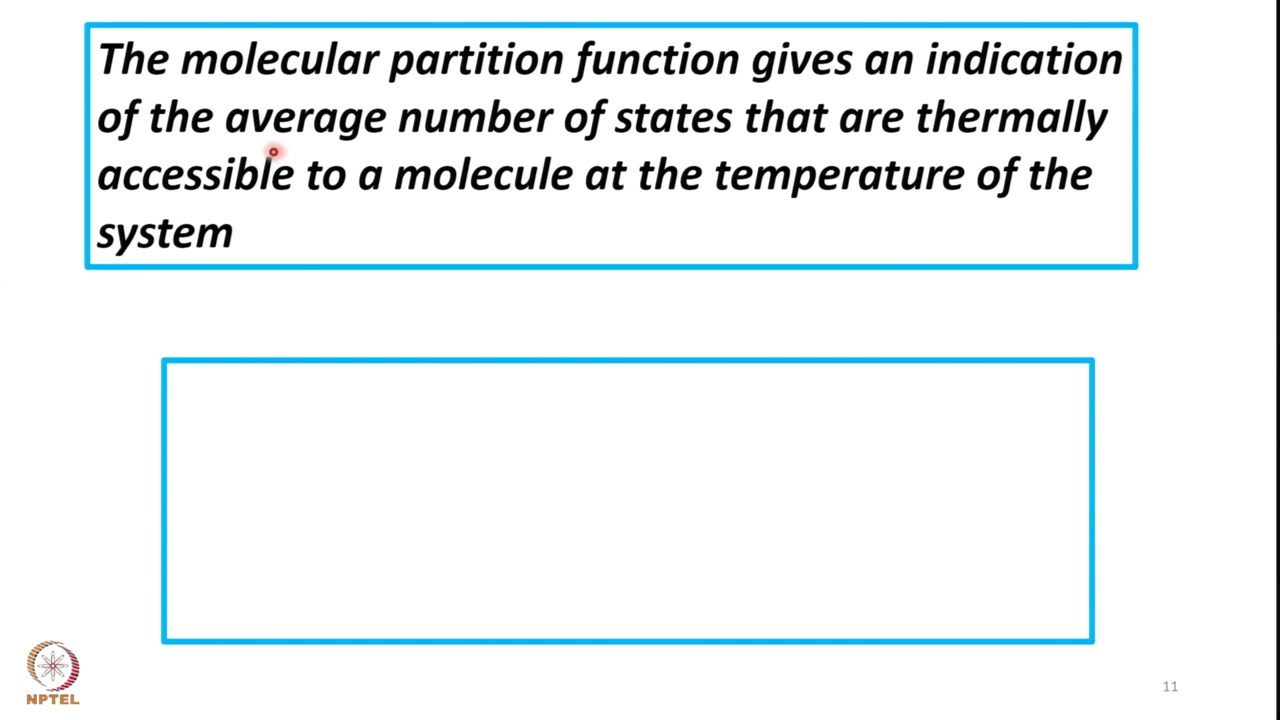 The molecular partition function gives an indication
of the average number of states that are thermally
accessible to a molecule at the temperature of the
system
NPTEL
11